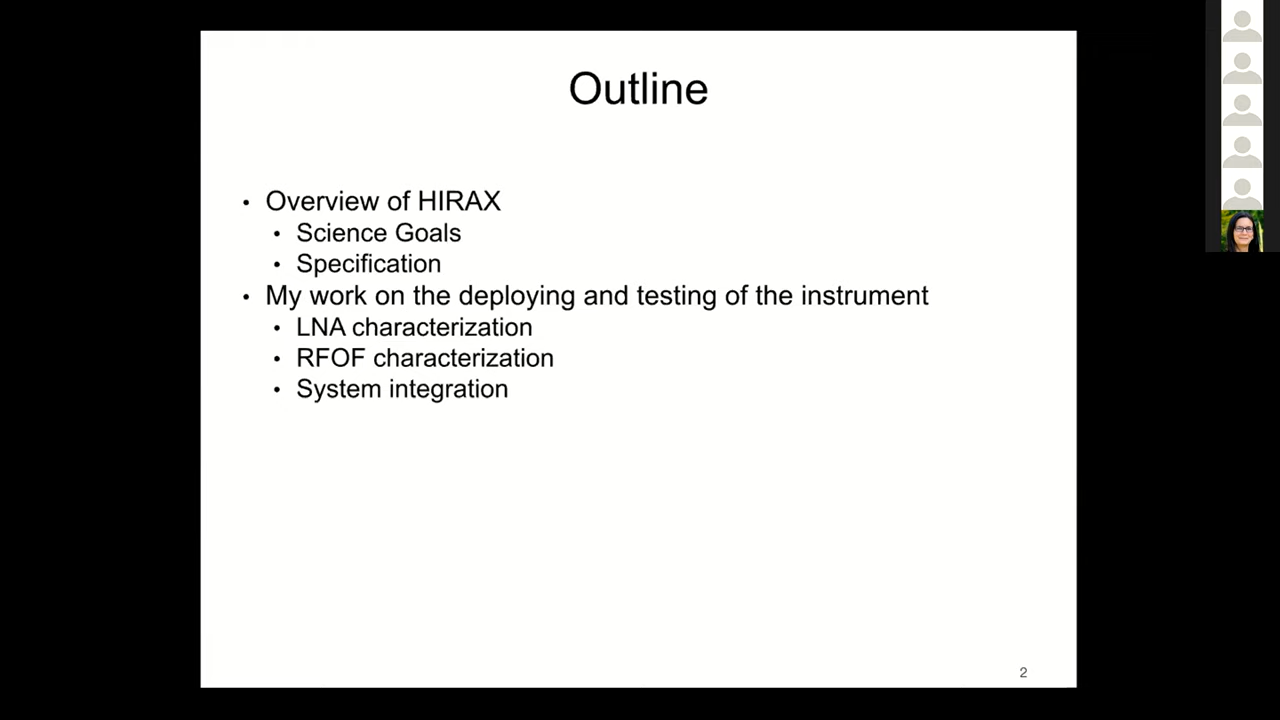 Outline
• Overview of HIRAX
• Science Goals
• Specification
• My work on the deploying and testing of the instrument
• LNA characterization
• RFOF characterization
• System integration
2